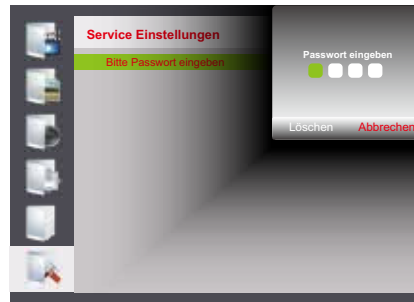 Service Einstellungen
Bitte Passwort eingeben
Passwort eingeben
Löschen Abbrechen